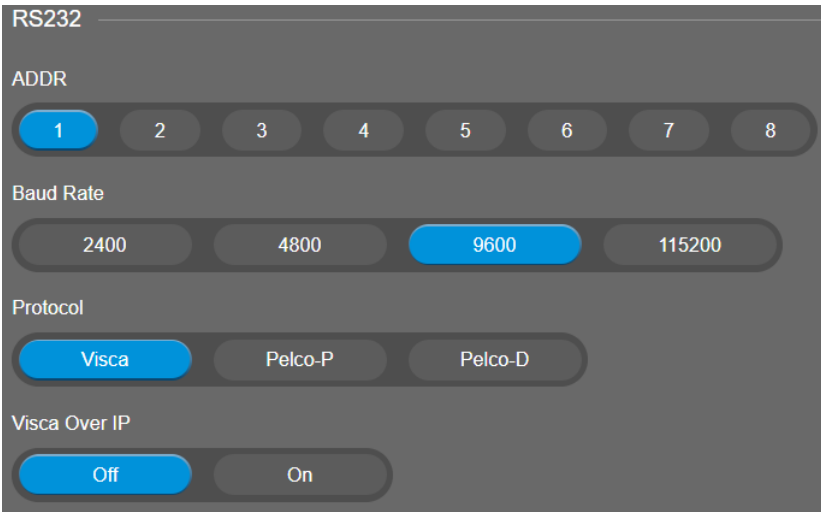 RS232
ADDR
1 2 3 4 5 6 7 8
Baud Rate
2400 4800 9600 115200
Protocol
Visca Pelco-P Pelco-D
Visca Over IP
Off On